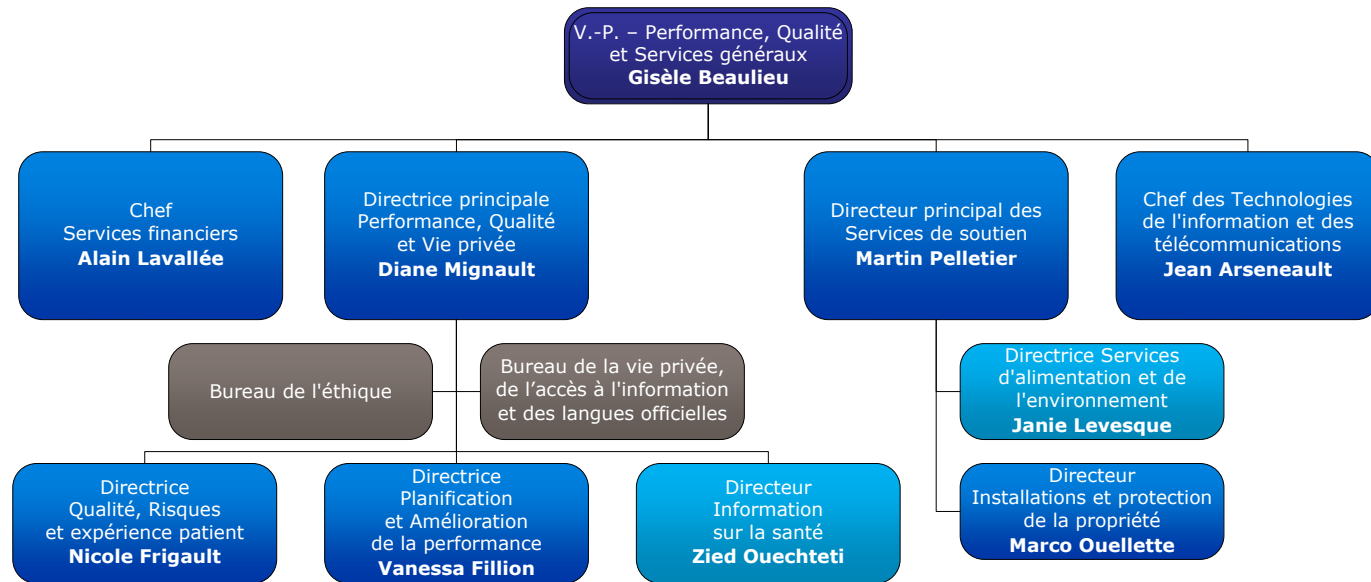 V.-P. – Performance, Qualité
et Services généraux
Gisèle Beaulieu
Chef
Services financiers
Alain Lavallée
Directrice principale
Performance, Qualité
et Vie privée
Diane Mignault
Directeur principal des
Services de soutien
Martin Pelletier
Chef des Technologies
de l'information et des
télécommunications
Jean Arseneault
Bureau de l'éthique
Bureau de la vie privée,
de l’accès à l'information
et des langues officielles
Directrice Services
d'alimentation et de
l'environnement
Janie Levesque
Directrice
Qualité, Risques
et expérience patient
Nicole Frigault
Directrice
Planification
et Amélioration
de la performance
Vanessa Fillion
Directeur
Information
sur la santé
Zied Ouechteti
Directeur
Installations et protection
de la propriété
Marco Ouellette